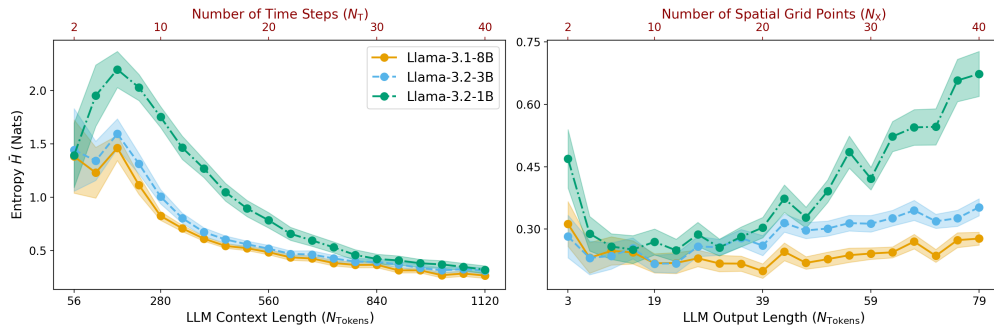 Number of Time Steps (N_T)
2 10 20 30 40
Entropy H̄ (Nats)
2.0
1.5
1.0
0.5
Llama-3.1-8B
Llama-3.2-3B
Llama-3.2-1B
56 280 560 840 1120
LLM Context Length (N_Tokens)
Number of Spatial Grid Points (N_X)
3 10 20 30 40
0.75
0.60
0.45
0.30
3 19 39 59 79
LLM Output Length (N_Tokens)